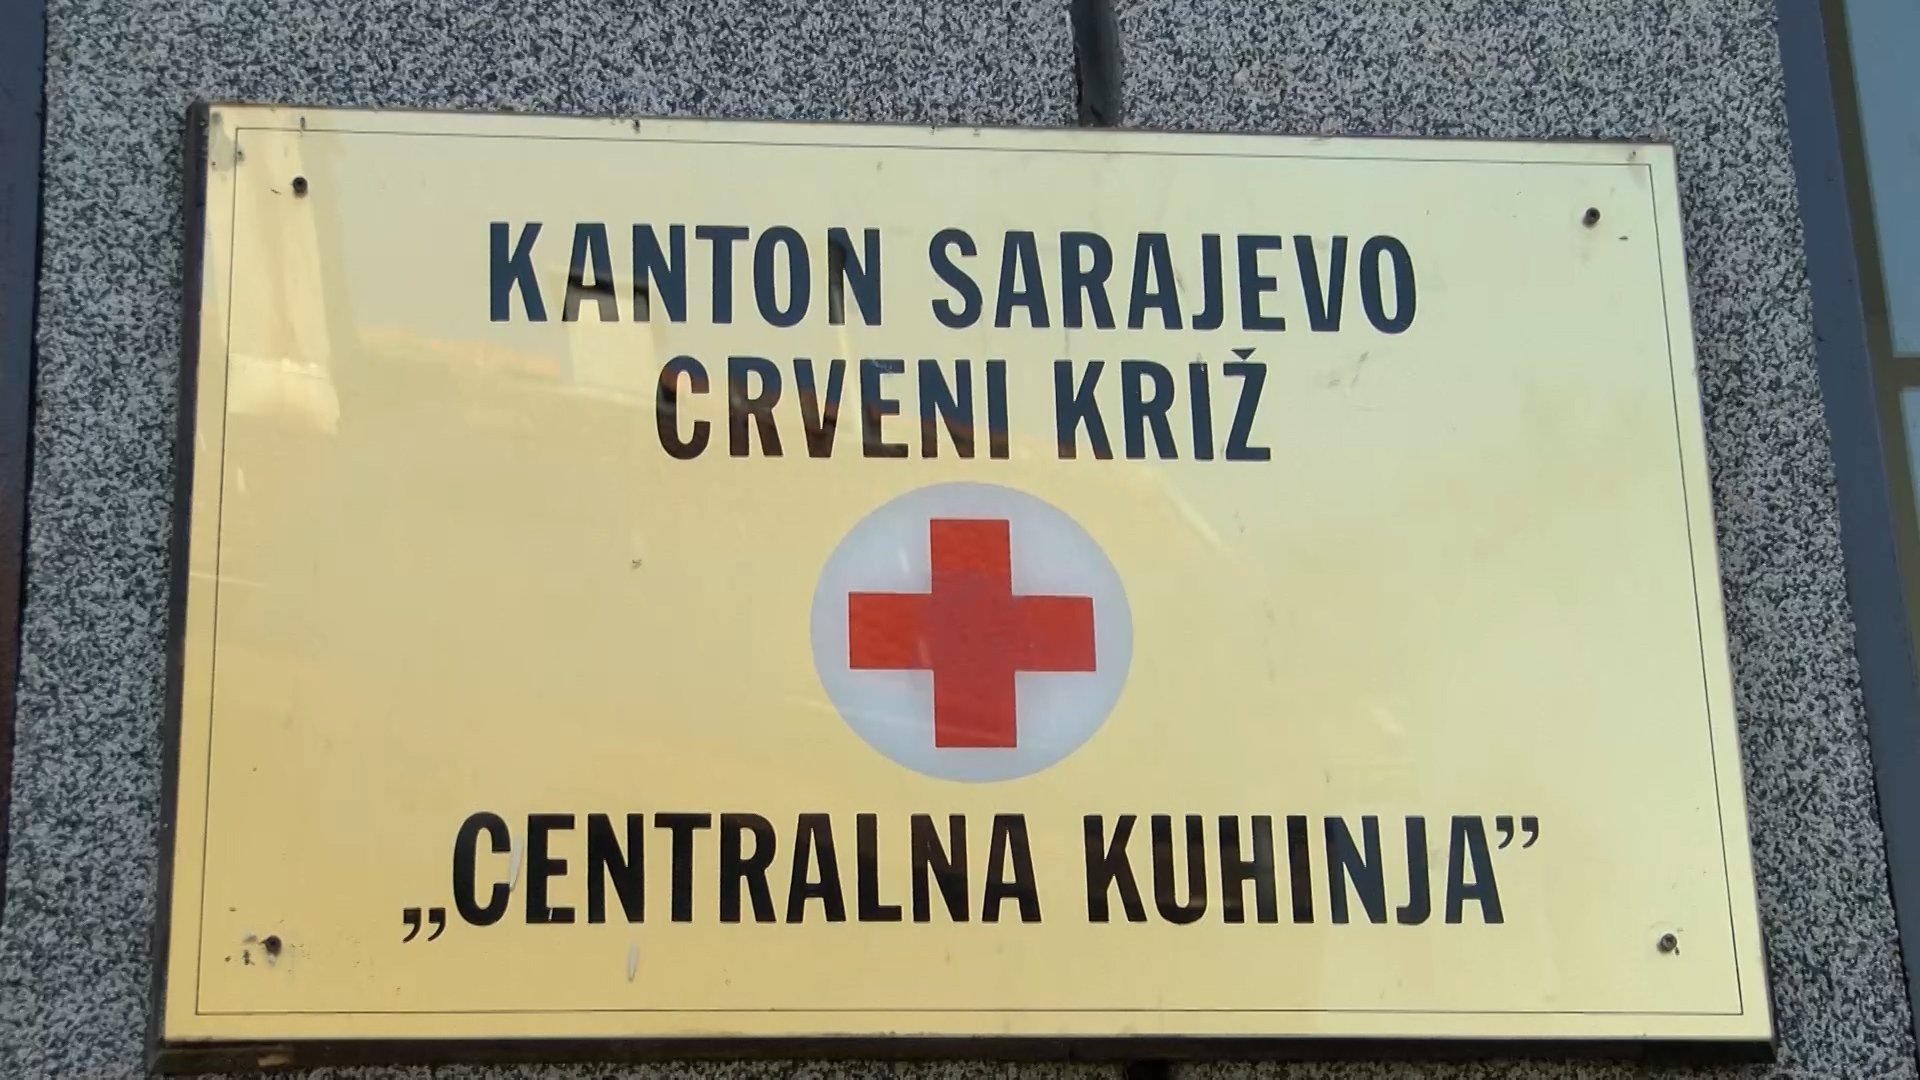 KANTON SARAJEVO
CRVENI KRIŽ
„CENTRALNA KUHINJA”